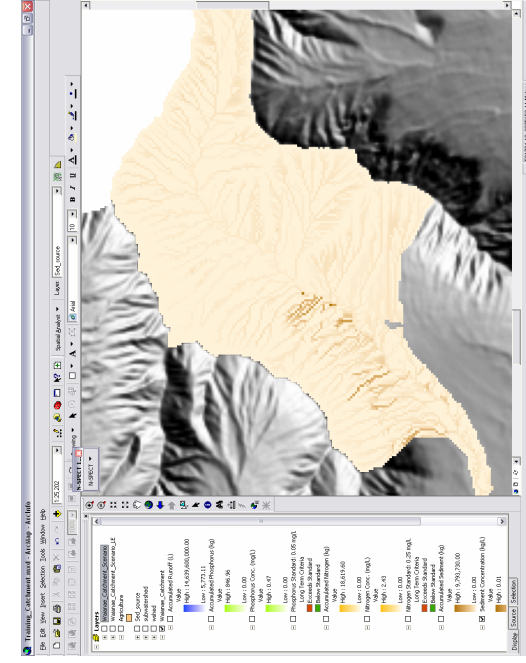 Training_Catchment.mxd - ArcMap - ArcInfo
File Edit View Insert Selection Tools Window Help
1:25,202
Spatial Analyst
Layer: Sed_source
Arial
10
B I U
N-SPECT
N-SPECT
Layers
Waianae_Catchment_Scenario
Waianae_Catchment_Scenario_LE
Agriculture
Sed_source
subwatershed
wshed
Waianae_Catchment
Accumulated Runoff (L)
Value
High : 14,639,600,000.00
Low : 5,773.11
Accumulated Phosphorus (kg)
Value
High : 846.96
Low : 0.00
Phosphorus Conc. (mg/L)
Value
High : 0.47
Low : 0.00
Phosphorus Standard: 0.05 mg/L
Long Term Criteria
Exceeds Standard
Below Standard
Accumulated Nitrogen (kg)
Value
High : 18,619.60
Low : 0.00
Nitrogen Conc. (mg/L)
Value
High : 2.43
Low : 0.00
Nitrogen Standard: 0.25 mg/L
Long Term Criteria
Exceeds Standard
Below Standard
Accumulated Sediment (kg)
Value
High : 9,793,730.00
Low : 0.00
Sediment Concentration (kg/L)
Value
High : 0.01
Display Source Selection